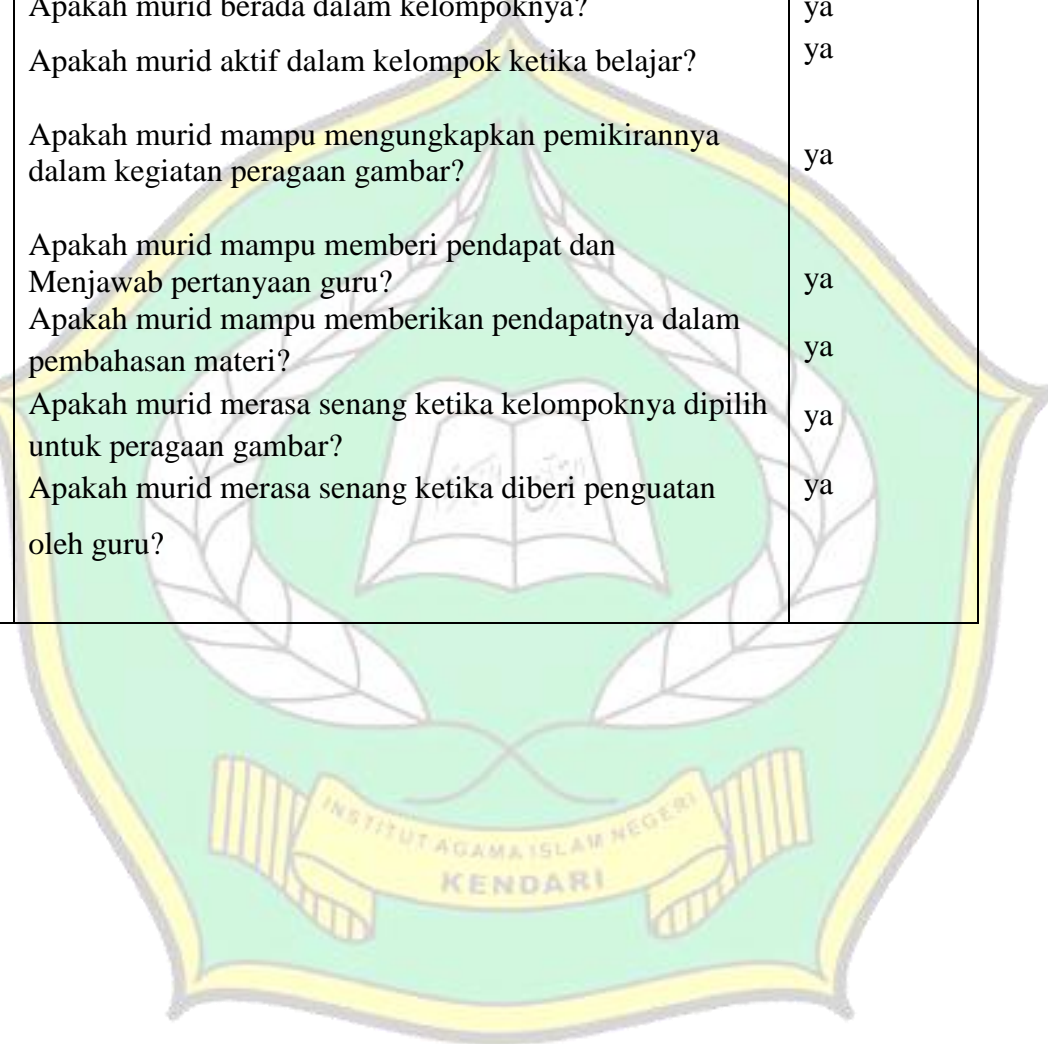 Apakah murid berada dalam kelompoknya? ya
Apakah murid aktif dalam kelompok ketika belajar? ya
Apakah murid mampu mengungkapkan pemikirannya
dalam kegiatan peragaan gambar? ya
Apakah murid mampu memberi pendapat dan
Menjawab pertanyaan guru? ya
Apakah murid mampu memberikan pendapatnya dalam
pembahasan materi? ya
Apakah murid merasa senang ketika kelompoknya dipilih
untuk peragaan gambar? ya
Apakah murid merasa senang ketika diberi penguatan ya
oleh guru?
INSTITUT AGAMA ISLAM NEGERI
KENDARI